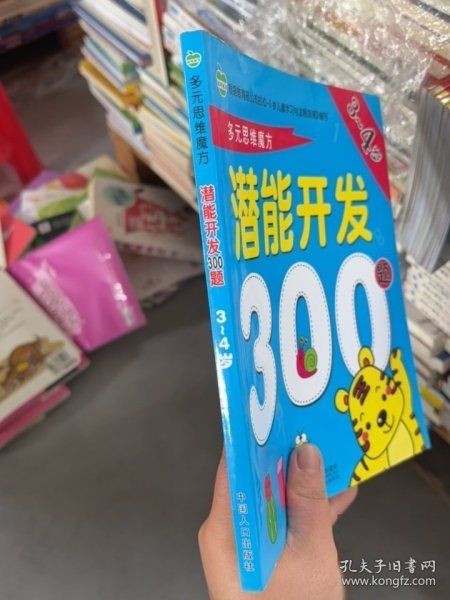 多元思维魔方
潜能开发
300
题
3~4岁
多元思维魔方
潜能开发300题
3~4岁
中国人口出版社
孔夫子旧书网
www.kongfz.com